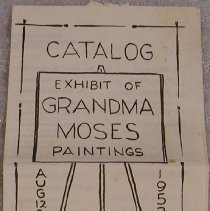 CATALOG
EXHIBIT OF
GRANDMA
MOSES
PAINTINGS
AUG
12
195